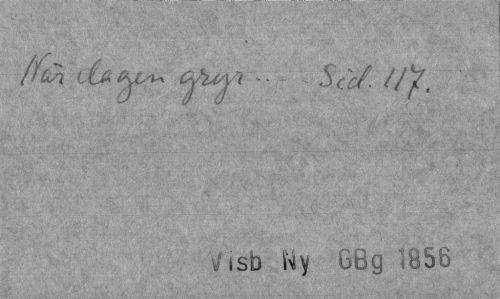 När dagen gryr.... Sid. 117.
Visb Ny GBg 1856